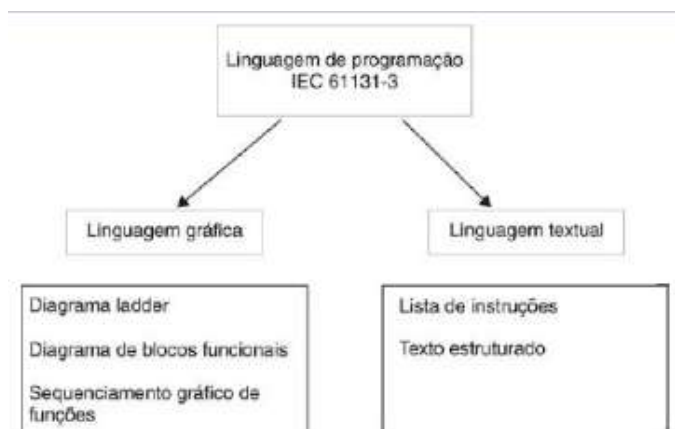 Linguagem de programação
IEC 61131-3
Linguagem gráfica
Linguagem textual
Diagrama ladder
Diagrama de blocos funcionais
Sequenciamento gráfico de
funções
Lista de instruções
Texto estruturado